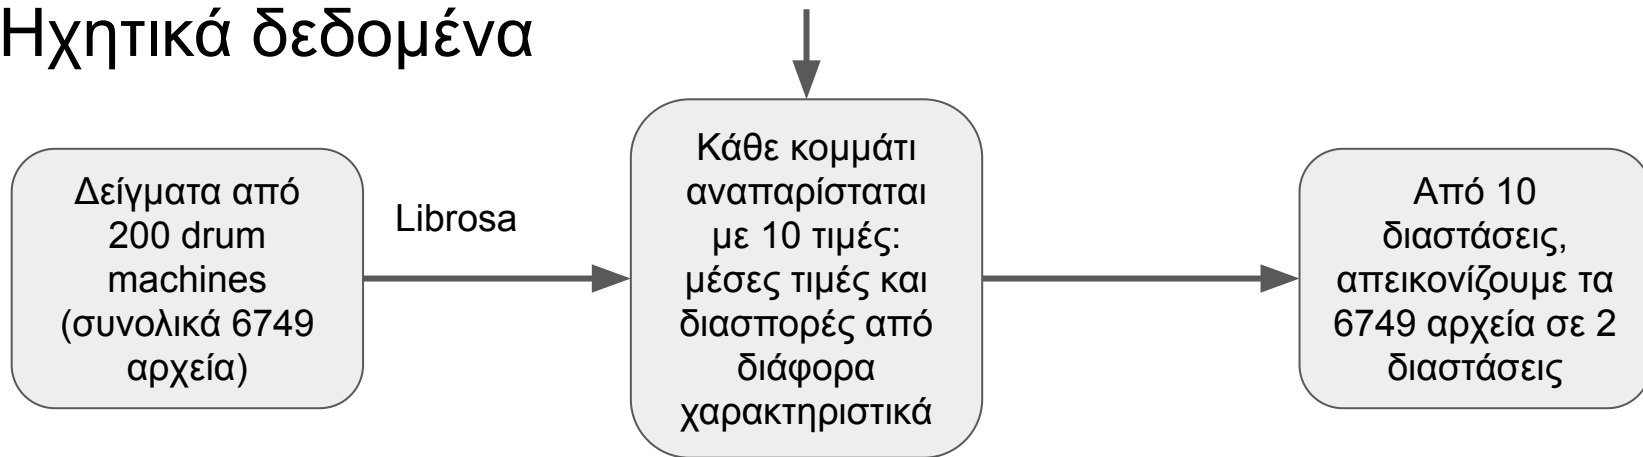 Ηχητικά δεδομένα
Δείγματα από
200 drum
machines
(συνολικά 6749
αρχεία)
Librosa
Κάθε κομμάτι
αναπαρίσταται
με 10 τιμές:
μέσες τιμές και
διασπορές από
διάφορα
χαρακτηριστικά
Από 10
διαστάσεις,
απεικονίζουμε τα
6749 αρχεία σε 2
διαστάσεις